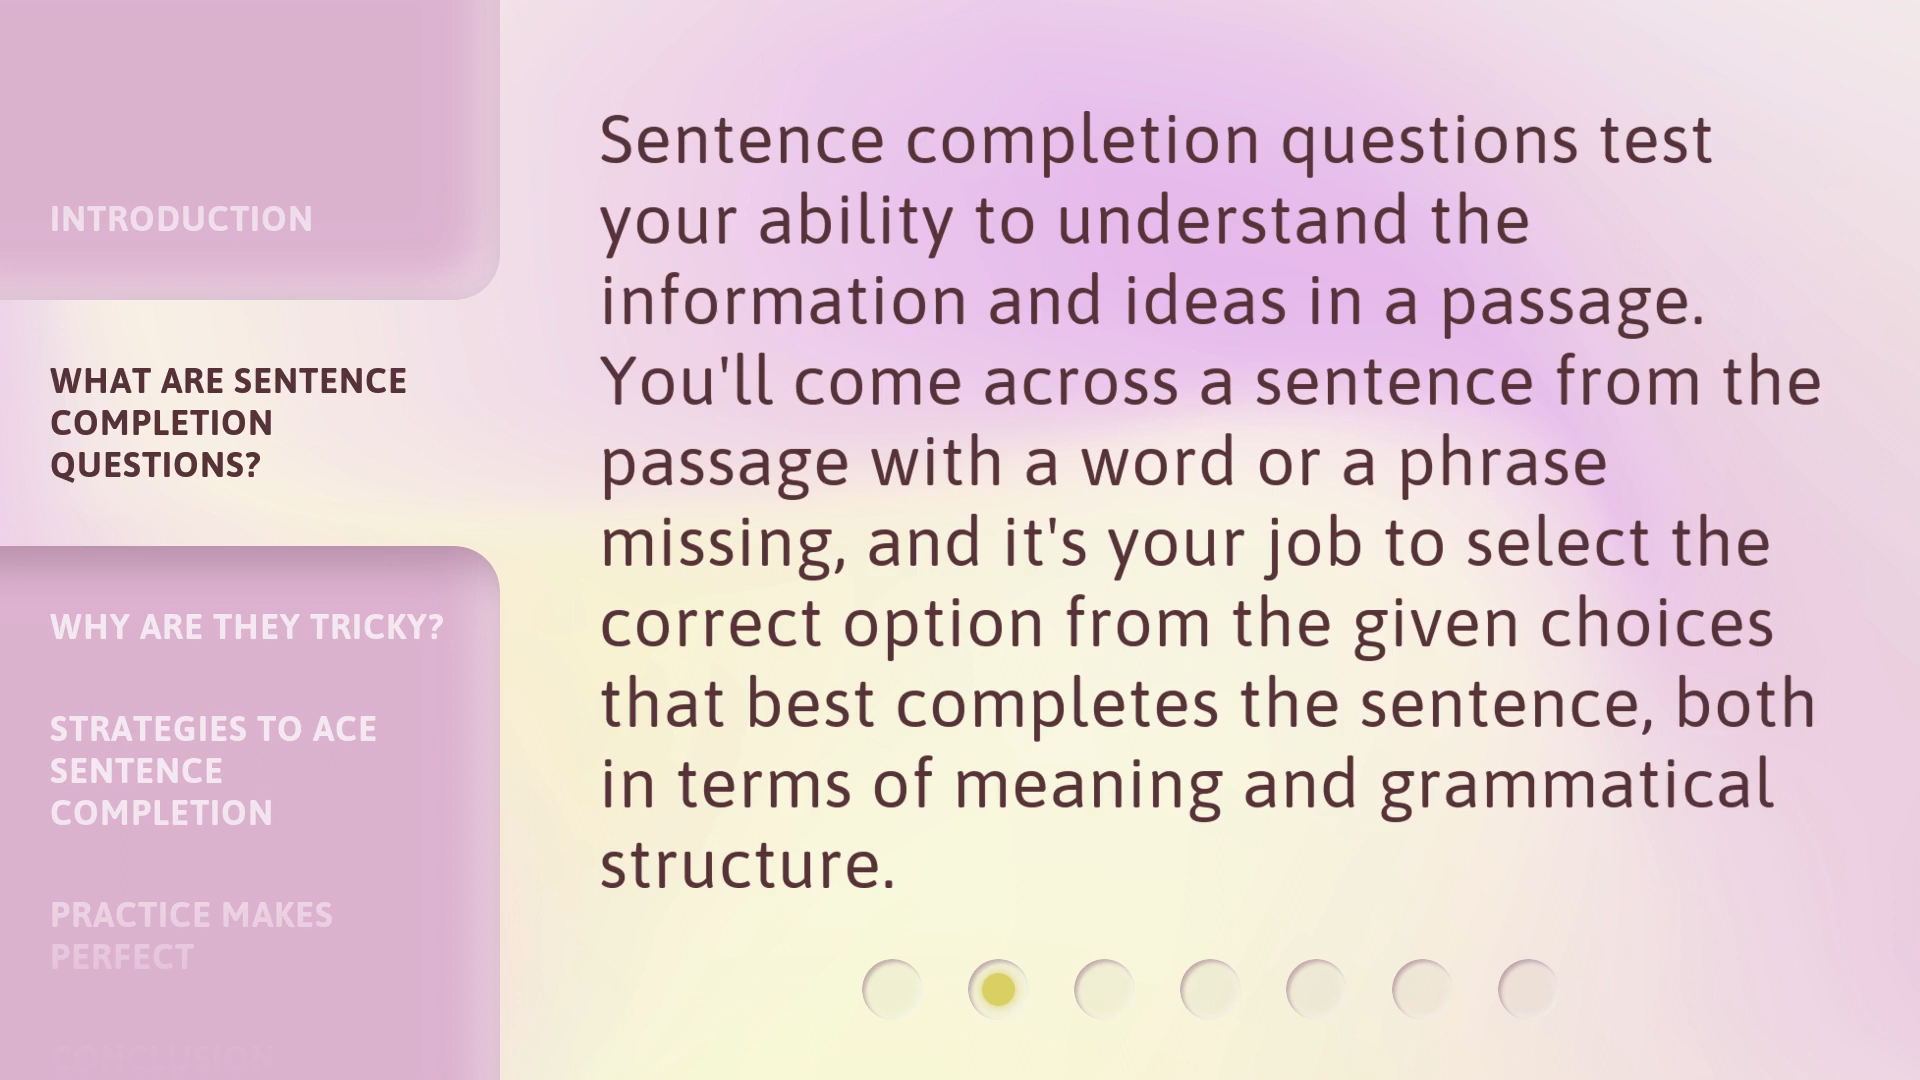 INTRODUCTION
WHAT ARE SENTENCE
COMPLETION
QUESTIONS?
WHY ARE THEY TRICKY?
STRATEGIES TO ACE
SENTENCE
COMPLETION
PRACTICE MAKES
PERFECT
CONCLUSION
Sentence completion questions test
your ability to understand the
information and ideas in a passage.
You'll come across a sentence from the
passage with a word or a phrase
missing, and it's your job to select the
correct option from the given choices
that best completes the sentence, both
in terms of meaning and grammatical
structure.